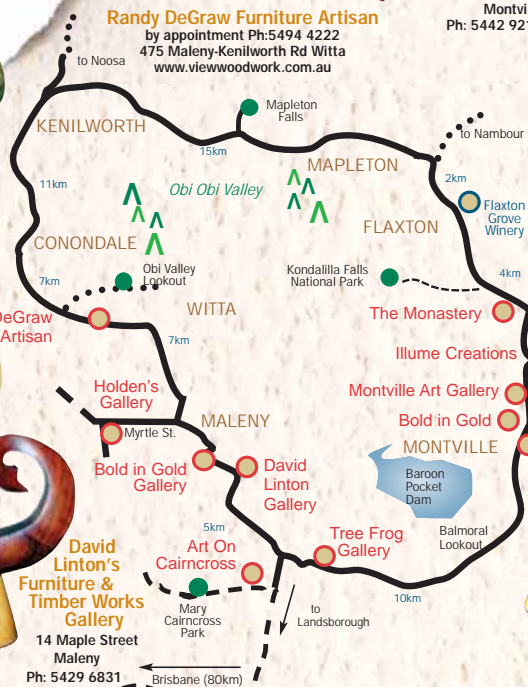 Randy DeGraw Furniture Artisan
by appointment Ph:5494 4222
475 Maleny-Kenilworth Rd Witta
www.viewwoodwork.com.au
Montvi
Ph: 5442 921
to Noosa
Mapleton
Falls
KENILWORTH
to Nambour
15km
MAPLETON
2km
11km
Obi Obi Valley
Flaxton
Grove
Winery
FLAXTON
CONONDALE
Obi Valley
Lookout
Kondalilla Falls
National Park
4km
7km
WITTA
The Monastery
DeGraw
Artisan
7km
Illume Creations
Holden's
Gallery
Montville Art Gallery
MALENY
Bold in Gold
Myrtle St.
MONTVILLE
Bold in Gold
Gallery
David
Linton
Gallery
Baroon
Pocket
Dam
5km
Tree Frog
Gallery
Balmoral
Lookout
David
Linton's
Furniture &
Timber Works
Gallery
Art On
Cairncross
10km
Mary
Cairncross
Park
to
Landsborough
14 Maple Street
Maleny
Ph: 5429 6831
Brisbane (80km)